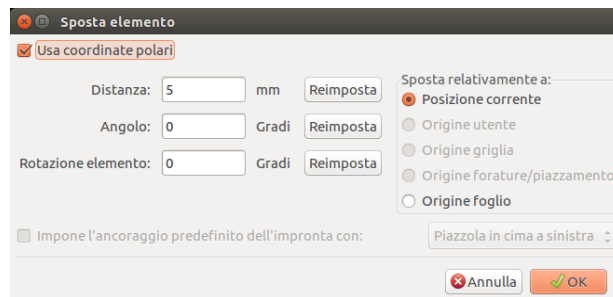 Sposta elemento
Usa coordinate polari
Distanza: 5 mm Reimposta
Angolo: 0 Gradi Reimposta
Rotazione elemento: 0 Gradi Reimposta
Sposta relativamente a:
Posizione corrente
Origine utente
Origine griglia
Origine forature/piazzamento
Origine foglio
Impone l'ancoraggio predefinito dell'impronta con: Piazzola in cima a sinistra
Annulla OK